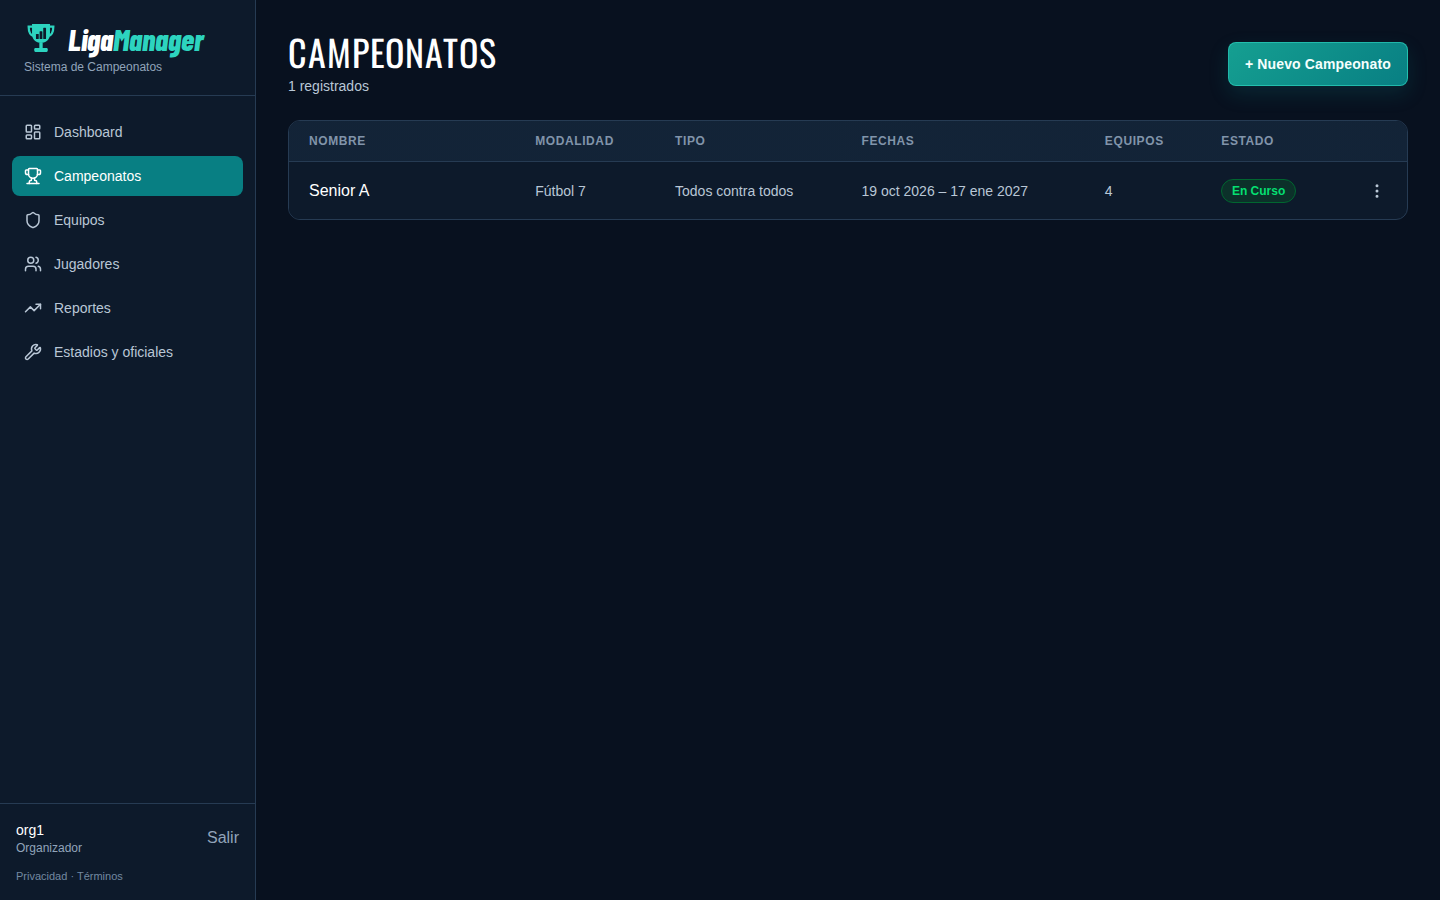 LigaManager
Sistema de Campeonatos
Dashboard
Campeonatos
Equipos
Jugadores
Reportes
Estadios y oficiales
org1
Organizador
Salir
Privacidad · Términos
CAMPEONATOS
1 registrados
+ Nuevo Campeonato
NOMBRE MODALIDAD TIPO FECHAS EQUIPOS ESTADO
Senior A Fútbol 7 Todos contra todos 19 oct 2026 – 17 ene 2027 4 En Curso